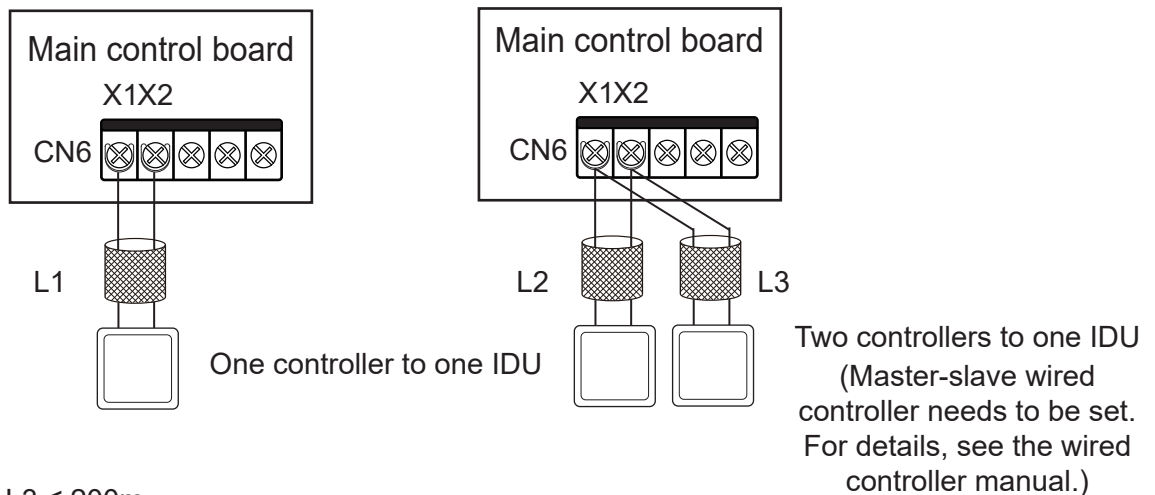 Main control board
X1X2
CN6
L1
One controller to one IDU
Main control board
X1X2
CN6
L2
L3
Two controllers to one IDU
(Master-slave wired
controller needs to be set.
For details, see the wired
controller manual.)